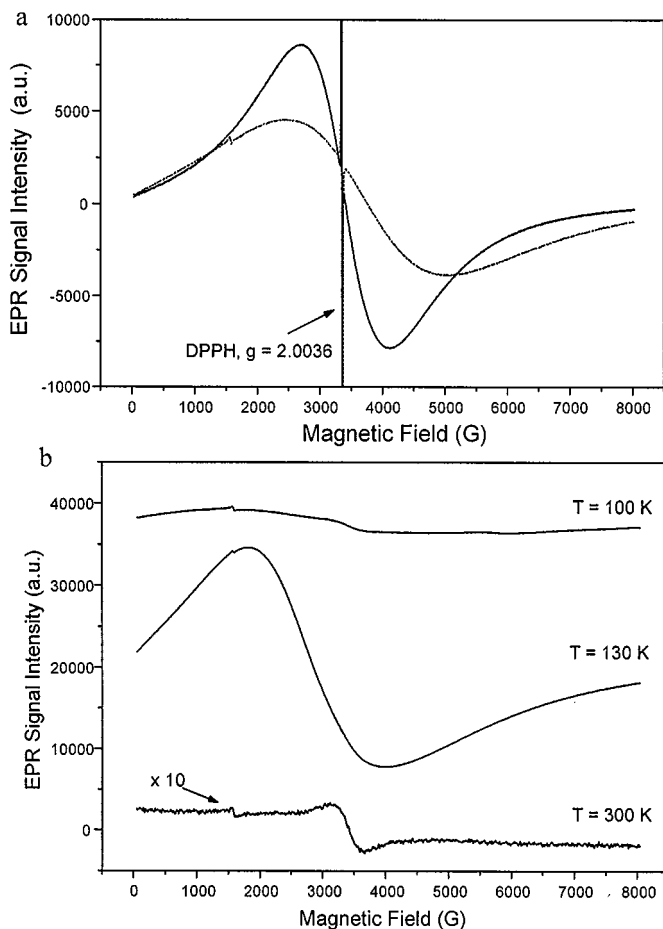 a
10000
5000
0
-5000
-10000
EPR Signal Intensity (a.u.)
DPPH, g = 2.0036
0 1000 2000 3000 4000 5000 6000 7000 8000
Magnetic Field (G)
b
40000
30000
20000
10000
0
EPR Signal Intensity (a.u.)
T = 100 K
T = 130 K
x 10
T = 300 K
0 1000 2000 3000 4000 5000 6000 7000 8000
Magnetic Field (G)